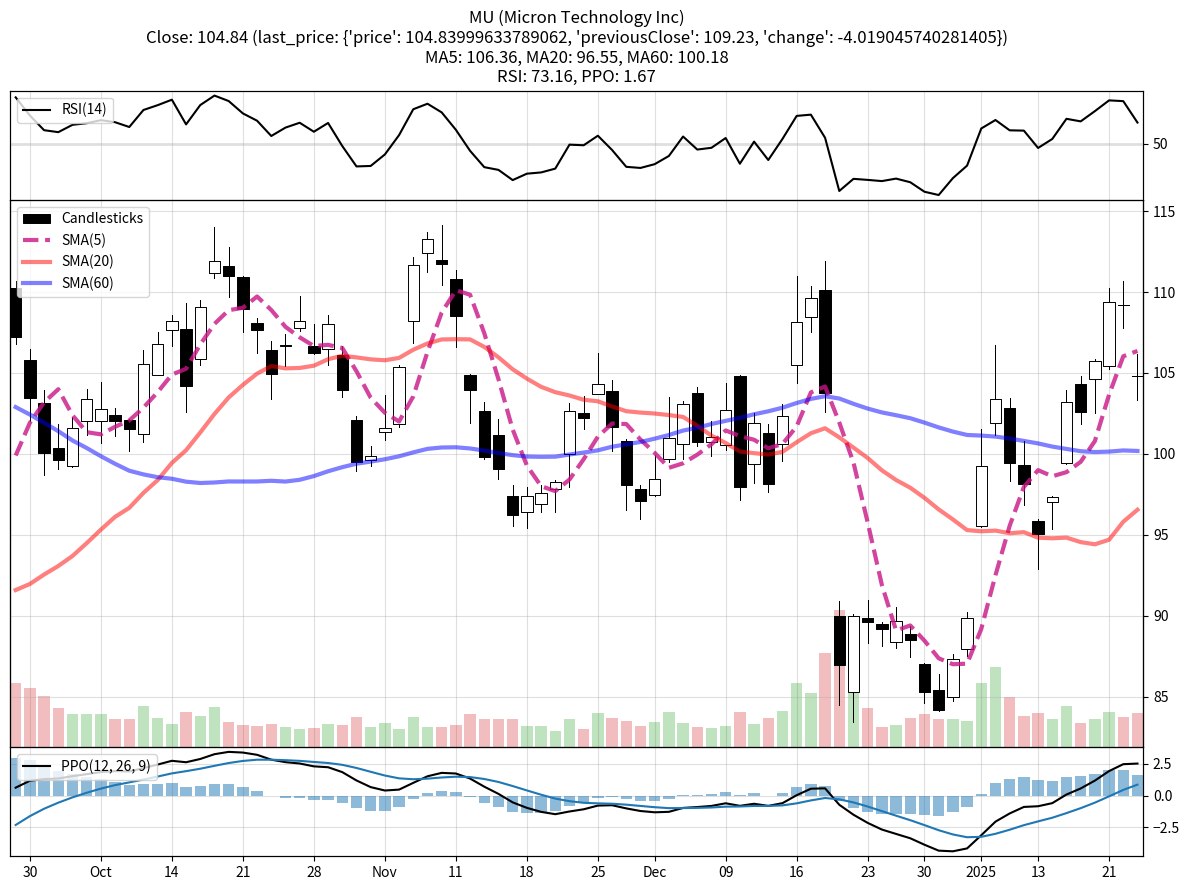 MU (Micron Technology Inc)
Close: 104.84 (last_price: {'price': 104.83999633789062, 'previousClose': 109.23, 'change': -4.019045740281405})
MA5: 106.36, MA20: 96.55, MA60: 100.18
RSI: 73.16, PPO: 1.67
RSI(14)
50
Candlesticks
SMA(5)
SMA(20)
SMA(60)
115
110
105
100
95
90
85
PPO(12, 26, 9)
2.5
0.0
−2.5
30 Oct 14 21 28 Nov 11 18 25 Dec 09 16 23 30 2025 13 21